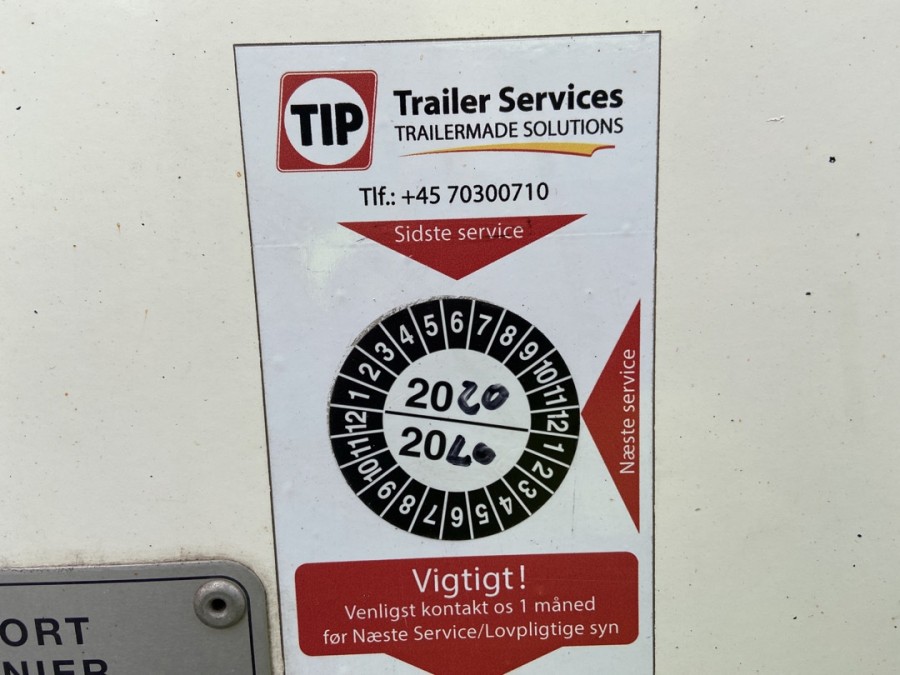 TIP
Trailer Services
TRAILERMADE SOLUTIONS
Tlf.: +45 70300710
Sidste service
1 2 3 4 5 6 7 8 9 10 11 12
2020
20
1 2 3 4 5 6 7 8 9 10 11 12
Næste service
Vigtigt!
Venligst kontakt os 1 måned
før Næste Service/Lovpligtige syn
ORT
NIER